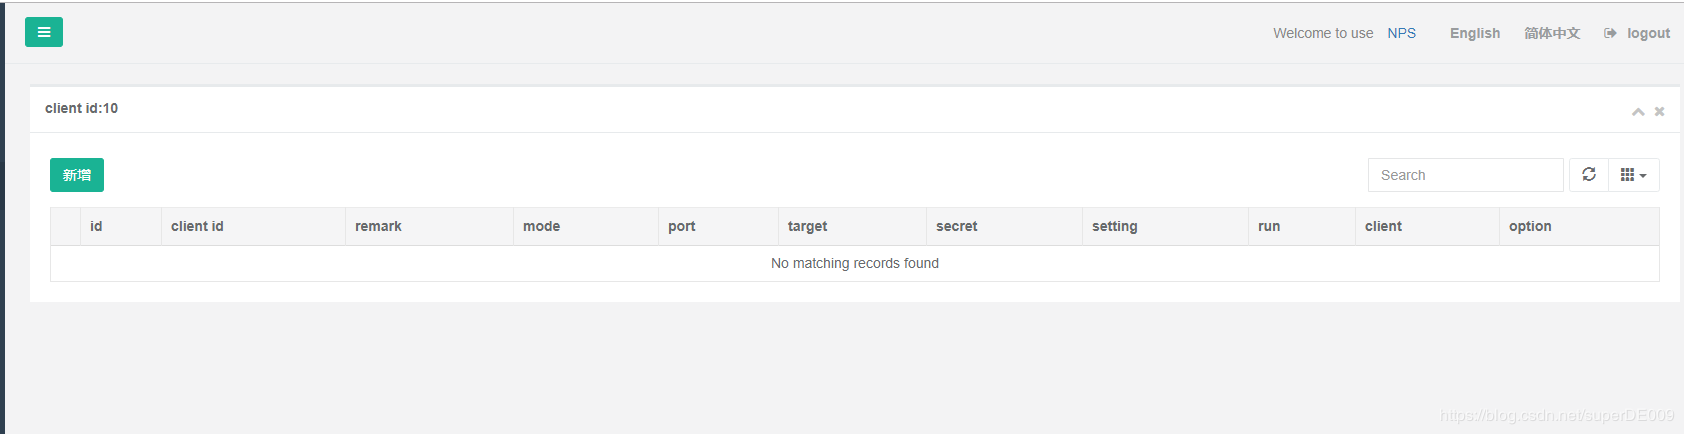 Welcome to use NPS English 简体中文 logout
client id:10
新增
Search
id client id remark mode port target secret setting run client option
No matching records found
https://blog.csdn.net/superDE009